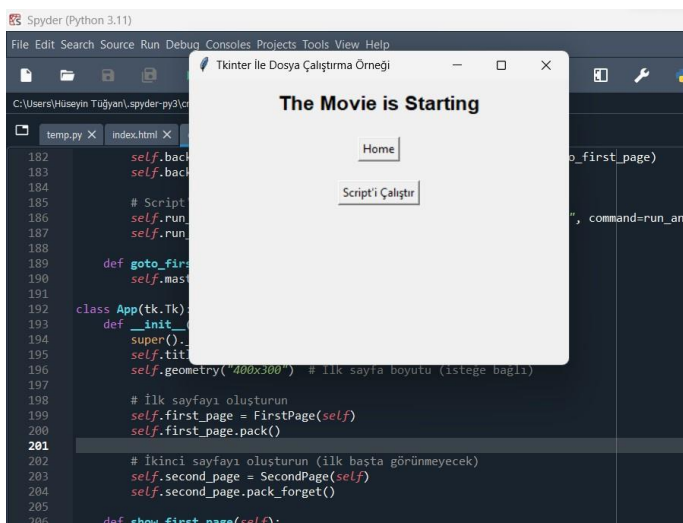 Spyder (Python 3.11)
File Edit Search Source Run Debug Consoles Projects Tools View Help
Tkinter İle Dosya Çalıştırma Örneği
C:\Users\Hüseyin Tüğyan\.spyder-py3\
temp.py X index.html X
The Movie is Starting
Home
Script'i Çalıştır
182 self.back o_first_page)
183 self.back
184
185 # Script'
186 self.run_ ", command=run_an
187 self.run_
188
189 def goto_firs
190 self.mast
191
192 class App(tk.Tk):
193 def __init__(
194 super()._
195 self.titl
196 self.geometry("400x300") # İlk sayfa boyutu (isteğe bağlı)
197
198 # İlk sayfayı oluşturun
199 self.first_page = FirstPage(self)
200 self.first_page.pack()
201
202 # İkinci sayfayı oluşturun (ilk başta görünmeyecek)
203 self.second_page = SecondPage(self)
204 self.second_page.pack_forget()
205
206 def show_first_page(self):